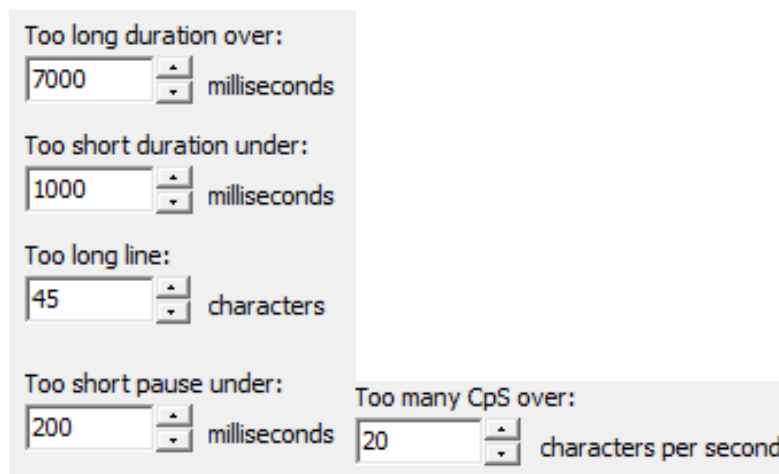 Too long duration over:
7000 milliseconds
Too short duration under:
1000 milliseconds
Too long line:
45 characters
Too short pause under:
200 milliseconds
Too many CpS over:
20 characters per second